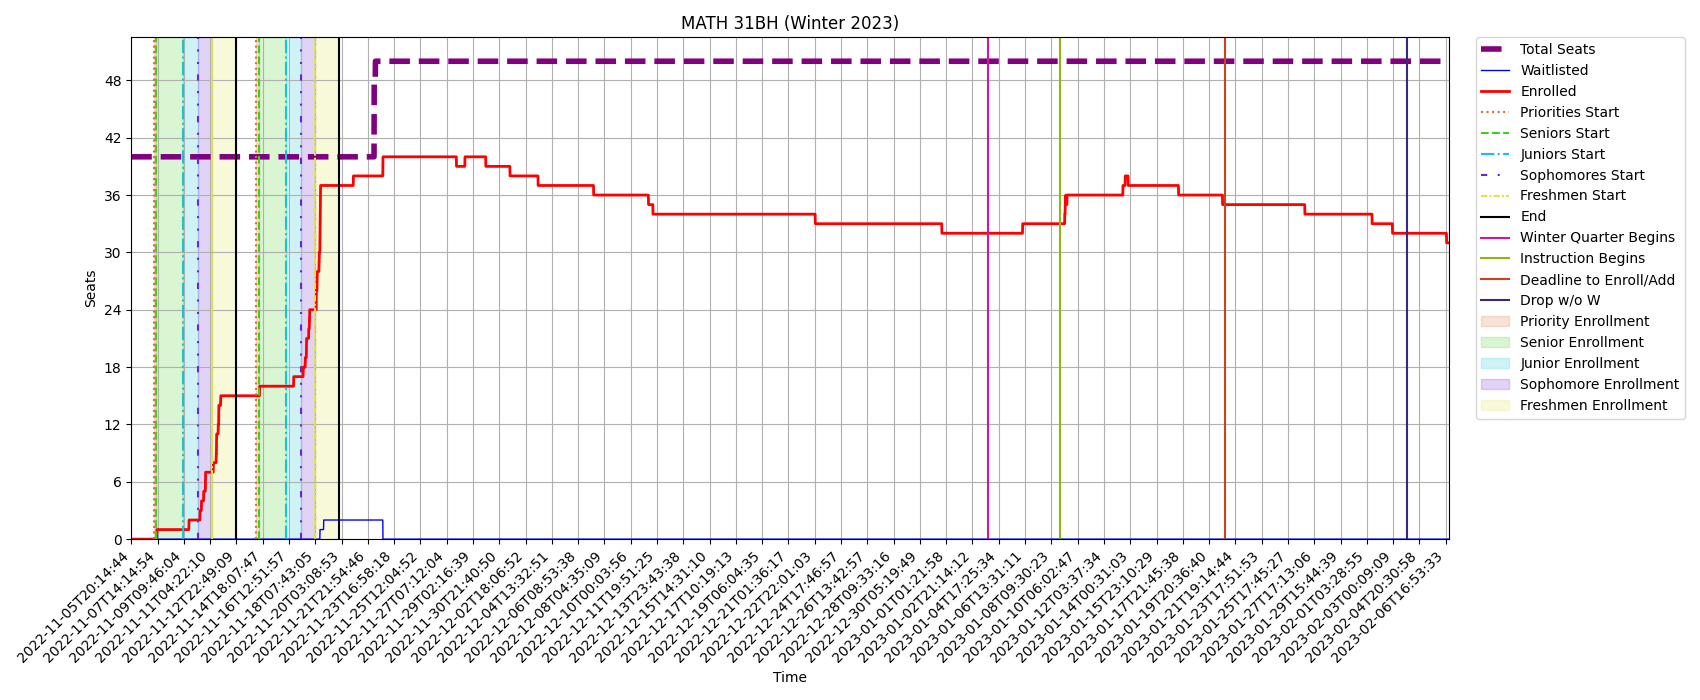 MATH 31BH (Winter 2023)
Seats
48
42
36
30
24
18
12
6
0
2022-11-05T20:14:44
2022-11-07T14:14:54
2022-11-09T09:46:04
2022-11-11T04:22:10
2022-11-12T22:49:09
2022-11-14T18:07:47
2022-11-16T12:51:57
2022-11-18T07:43:05
2022-11-20T03:08:53
2022-11-21T21:54:46
2022-11-23T16:58:18
2022-11-25T12:04:52
2022-11-27T07:12:04
2022-11-29T02:16:39
2022-11-30T21:40:50
2022-12-02T18:06:52
2022-12-04T13:32:51
2022-12-06T08:53:38
2022-12-08T04:35:09
2022-12-10T00:03:56
2022-12-11T19:51:25
2022-12-13T23:43:38
2022-12-15T14:31:10
2022-12-17T10:19:13
2022-12-19T06:04:35
2022-12-21T01:36:17
2022-12-22T22:01:03
2022-12-24T17:46:57
2022-12-26T13:42:57
2022-12-28T09:33:16
2022-12-30T05:19:49
2023-01-01T01:21:58
2023-01-02T21:14:12
2023-01-04T17:25:34
2023-01-06T13:31:11
2023-01-08T09:30:23
2023-01-10T06:02:47
2023-01-12T03:37:34
2023-01-14T00:31:03
2023-01-15T23:10:29
2023-01-17T21:45:38
2023-01-19T20:36:40
2023-01-21T19:14:44
2023-01-23T17:51:53
2023-01-25T17:45:27
2023-01-27T17:13:06
2023-01-29T15:44:39
2023-02-01T03:28:55
2023-02-03T00:09:09
2023-02-04T20:30:58
2023-02-06T16:53:33
Time
Total Seats
Waitlisted
Enrolled
Priorities Start
Seniors Start
Juniors Start
Sophomores Start
Freshmen Start
End
Winter Quarter Begins
Instruction Begins
Deadline to Enroll/Add
Drop w/o W
Priority Enrollment
Senior Enrollment
Junior Enrollment
Sophomore Enrollment
Freshmen Enrollment